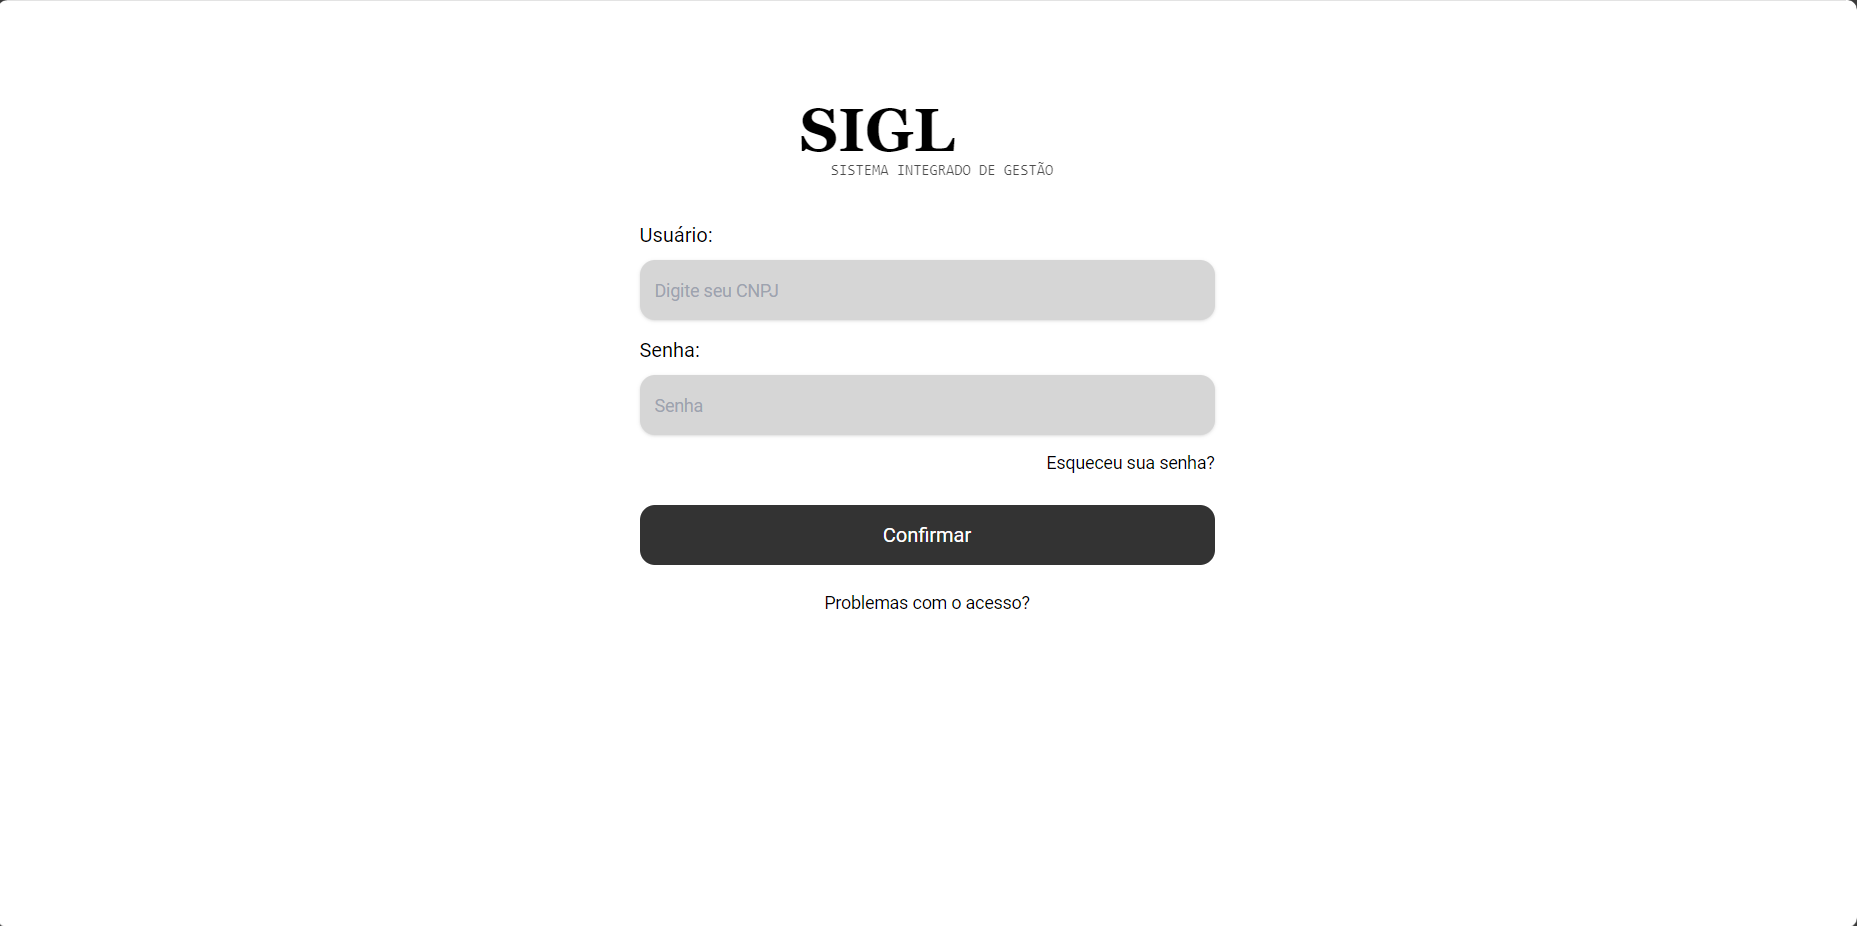 SIGL
SISTEMA INTEGRADO DE GESTÃO
Usuário:
Digite seu CNPJ
Senha:
Senha
Esqueceu sua senha?
Confirmar
Problemas com o acesso?